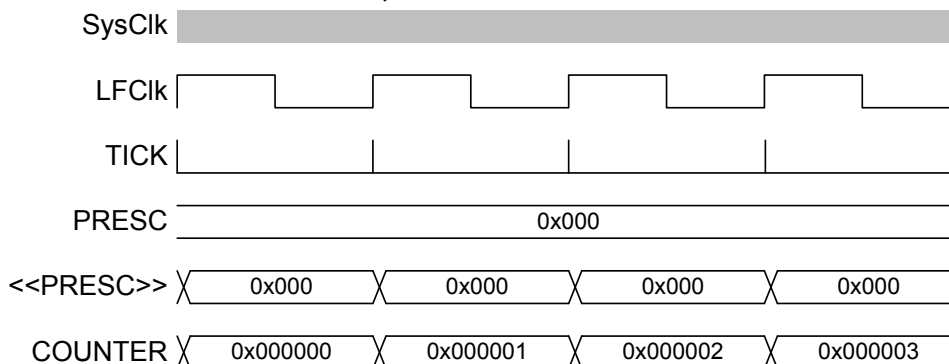 SysClk
LFClk
TICK
PRESC 0x000
<<PRESC>> 0x000 0x000 0x000 0x000
COUNTER 0x000000 0x000001 0x000002 0x000003